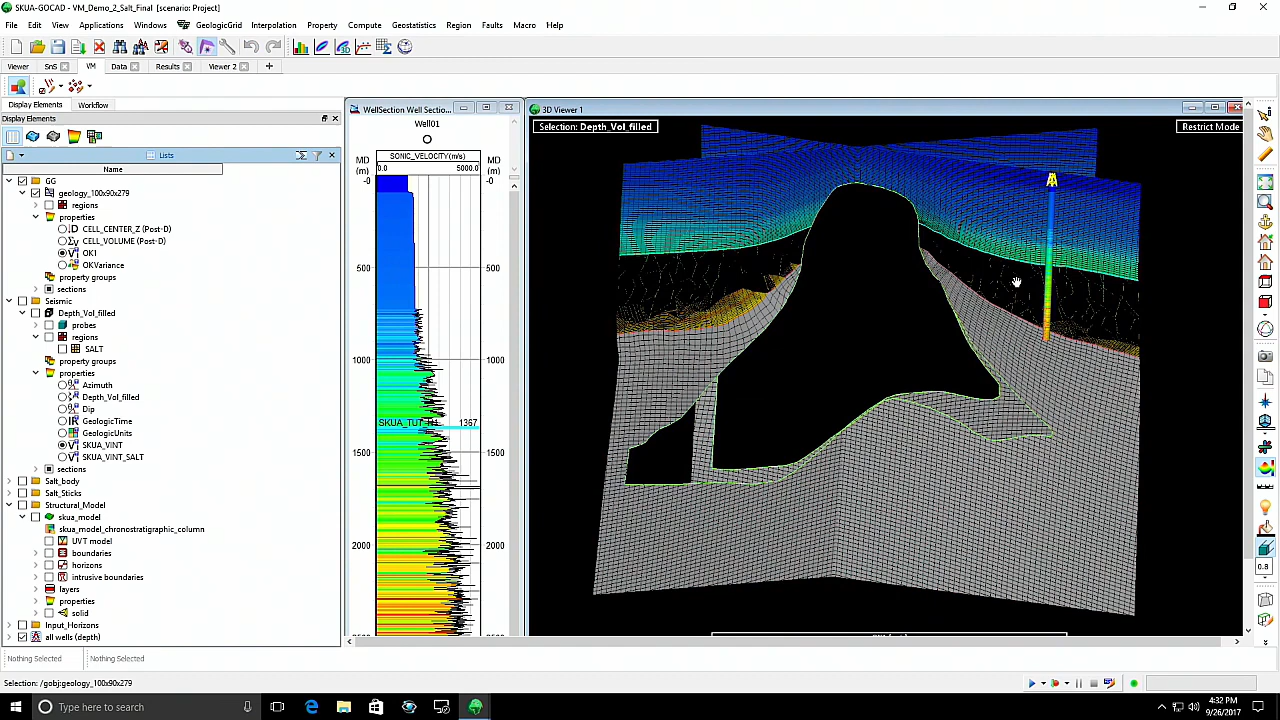 SKUA-GOCAD - VM_Demo_2_Salt_Final [scenario: Project]
File Edit View Applications Windows GeologicGrid Interpolation Property Compute Geostatistics Region Faults Macro Help
Viewer SnS VM Data Results Viewer 2
Display Elements Workflow
Display Elements
Lists
Name
GG
geology_100x90x279
regions
properties
CELL_CENTER_Z (Post-D)
CELL_VOLUME (Post-D)
OK1
OKVariance
property groups
sections
Seismic
Depth_Vol_filled
probes
regions
SALT
property groups
properties
Azimuth
Depth_Vol_filled
Dip
GeologicTime
GeologicUnits
SKUA_VINT
SKUA_VINT_SALT
sections
Salt_body
Salt_Sticks
Structural_Model
skua_model
skua_model_chronostratigraphic_column
UVT model
boundaries
horizons
intrusive boundaries
layers
properties
solid
Input_Horizons
all wells (depth)
WellSection Well Sectio...
Well01
MD (m) SONIC_VELOCITY(m/s) MD (m)
0.0 5000.0
-0 -0
500 500
1000 1000
1367
1500 1500
2000 2000
3D Viewer 1
Selection: Depth_Vol_filled
Restrict Mode
0.8
Nothing Selected Nothing Selected
Selection: /gobj:geology_100x90x279
Type here to search
4:32 PM
9/26/2017